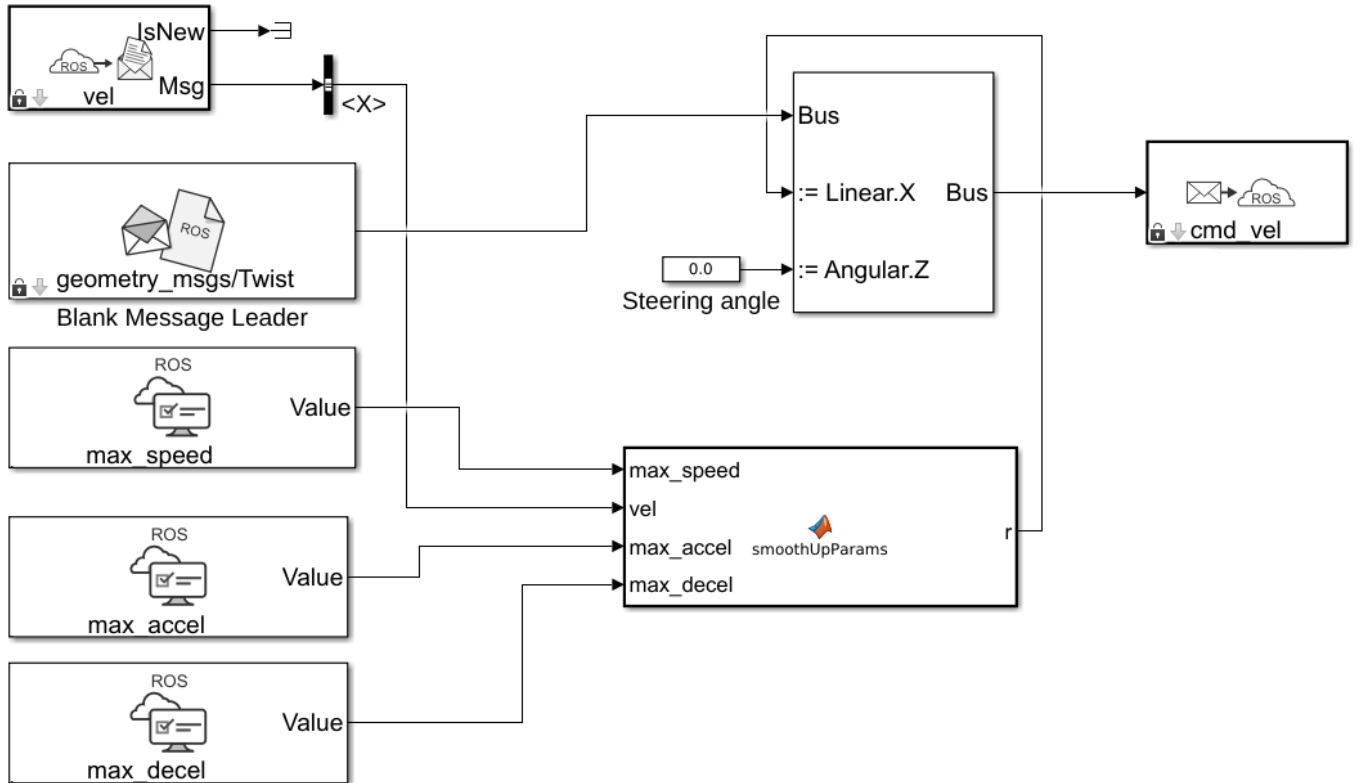 IsNew
ROS
Msg
vel
<X>
Bus
:= Linear.X
Bus
:= Angular.Z
0.0
Steering angle
ROS
cmd_vel
ROS
geometry_msgs/Twist
Blank Message Leader
ROS
Value
max_speed
ROS
Value
max_accel
ROS
Value
max_decel
max_speed
vel
max_accel
max_decel
smoothUpParams
r